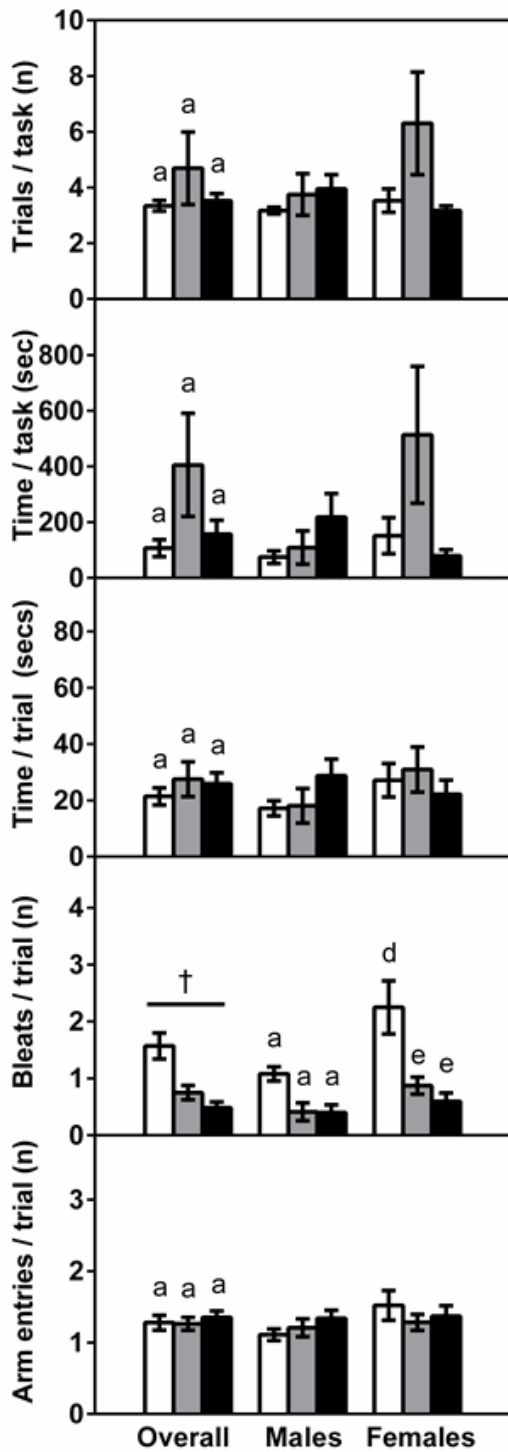 Trials / task (n)
10
8
6
4
2
0
a
a
a
Time / task (sec)
800
600
400
200
0
a
a
a
Time / trial (secs)
80
60
40
20
0
a
a
a
Bleats / trial (n)
4
3
2
1
0
†
a
a
a
d
e
e
Arm entries / trial (n)
3
2
1
0
a
a
a
Overall Males Females